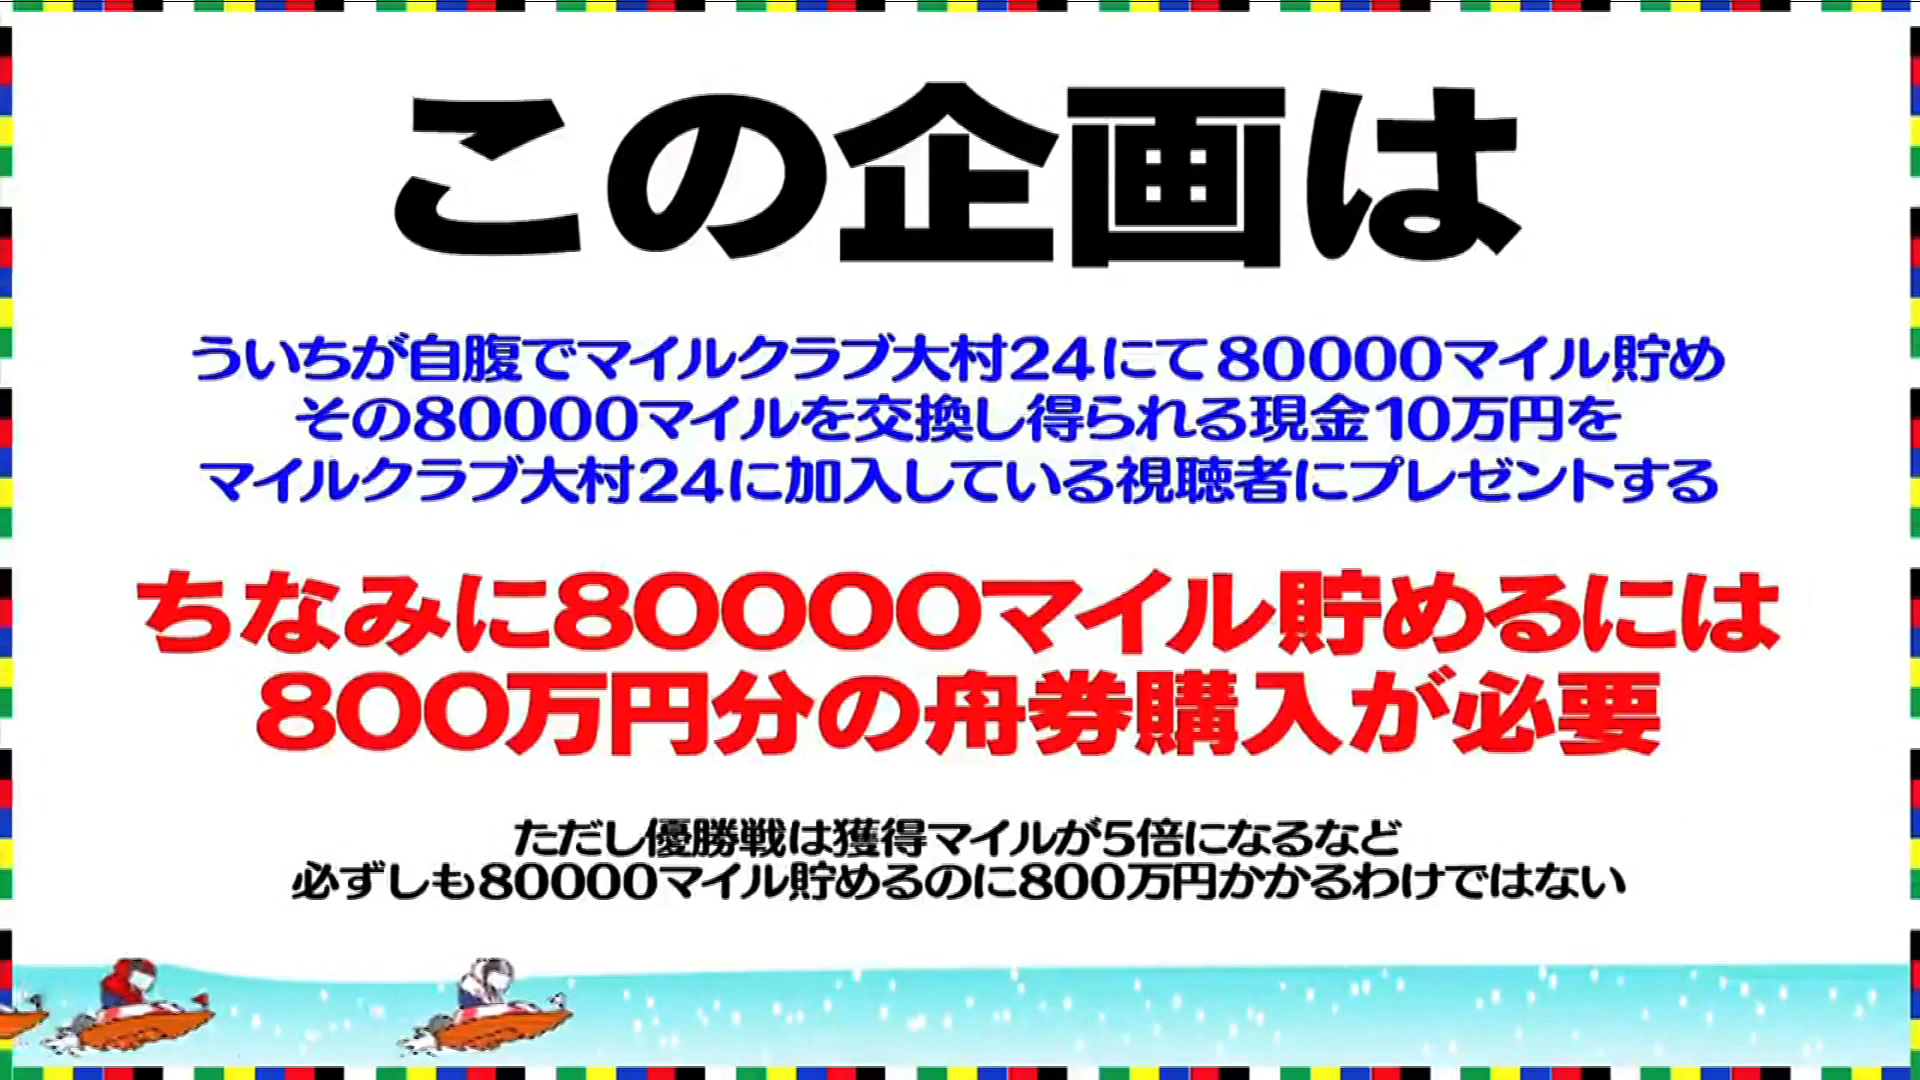 この企画は
ういちが自腹でマイルクラブ大村24にて80000マイル貯め
その80000マイルを交換し得られる現金10万円を
マイルクラブ大村24に加入している視聴者にプレゼントする
ちなみに80000マイル貯めるには
800万円分の舟券購入が必要
ただし優勝戦は獲得マイルが5倍になるなど
必ずしも80000マイル貯めるのに800万円かかるわけではない